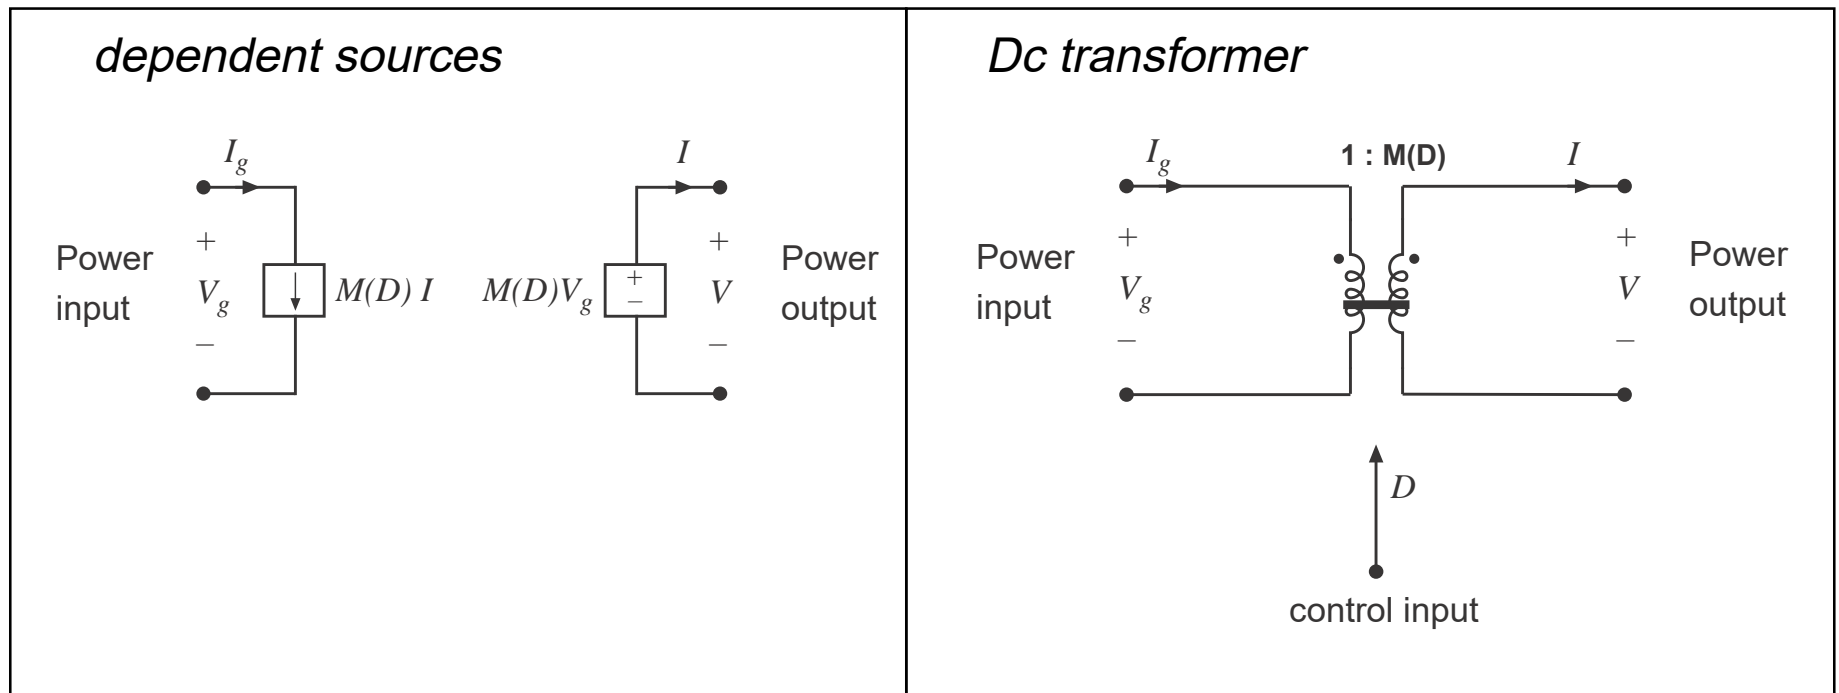 dependent sources
I_g
I
Power
input
+
V_g
–
M(D) I
M(D)V_g
+
–
+
V
–
Power
output
Dc transformer
I_g
1 : M(D)
I
Power
input
+
V_g
–
+
V
–
Power
output
D
control input